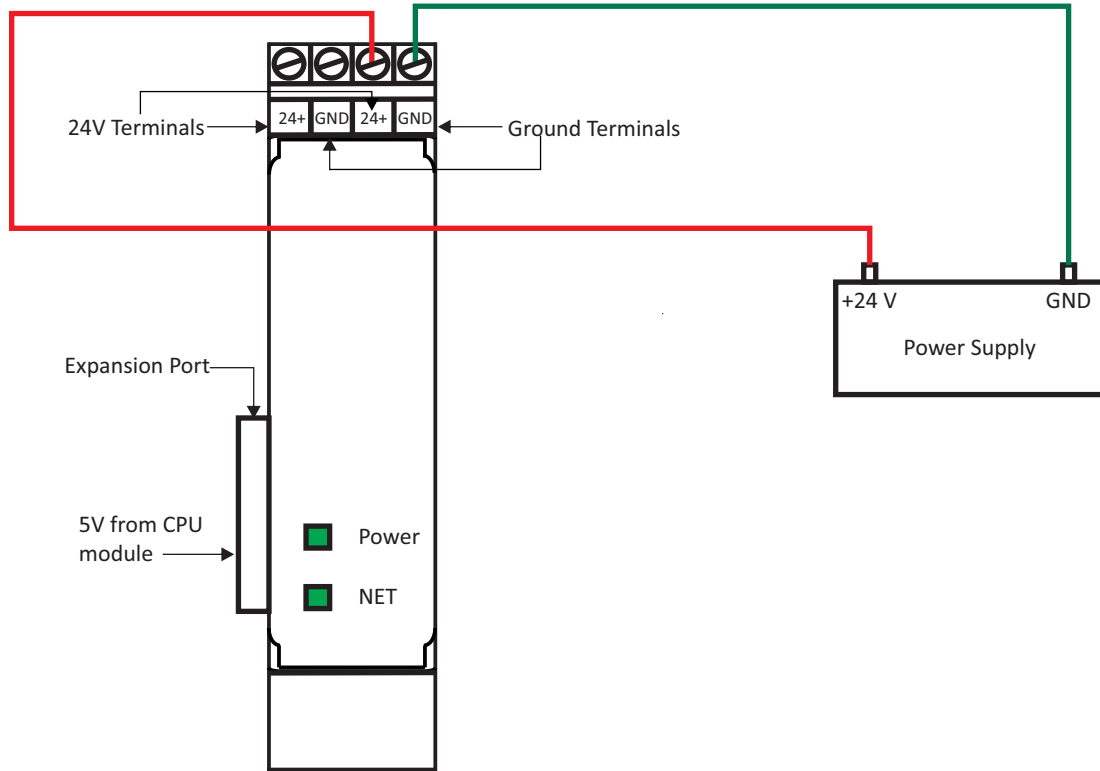 24+ GND 24+ GND
24V Terminals
Ground Terminals
+24 V
GND
Power Supply
Expansion Port
5V from CPU
module
Power
NET